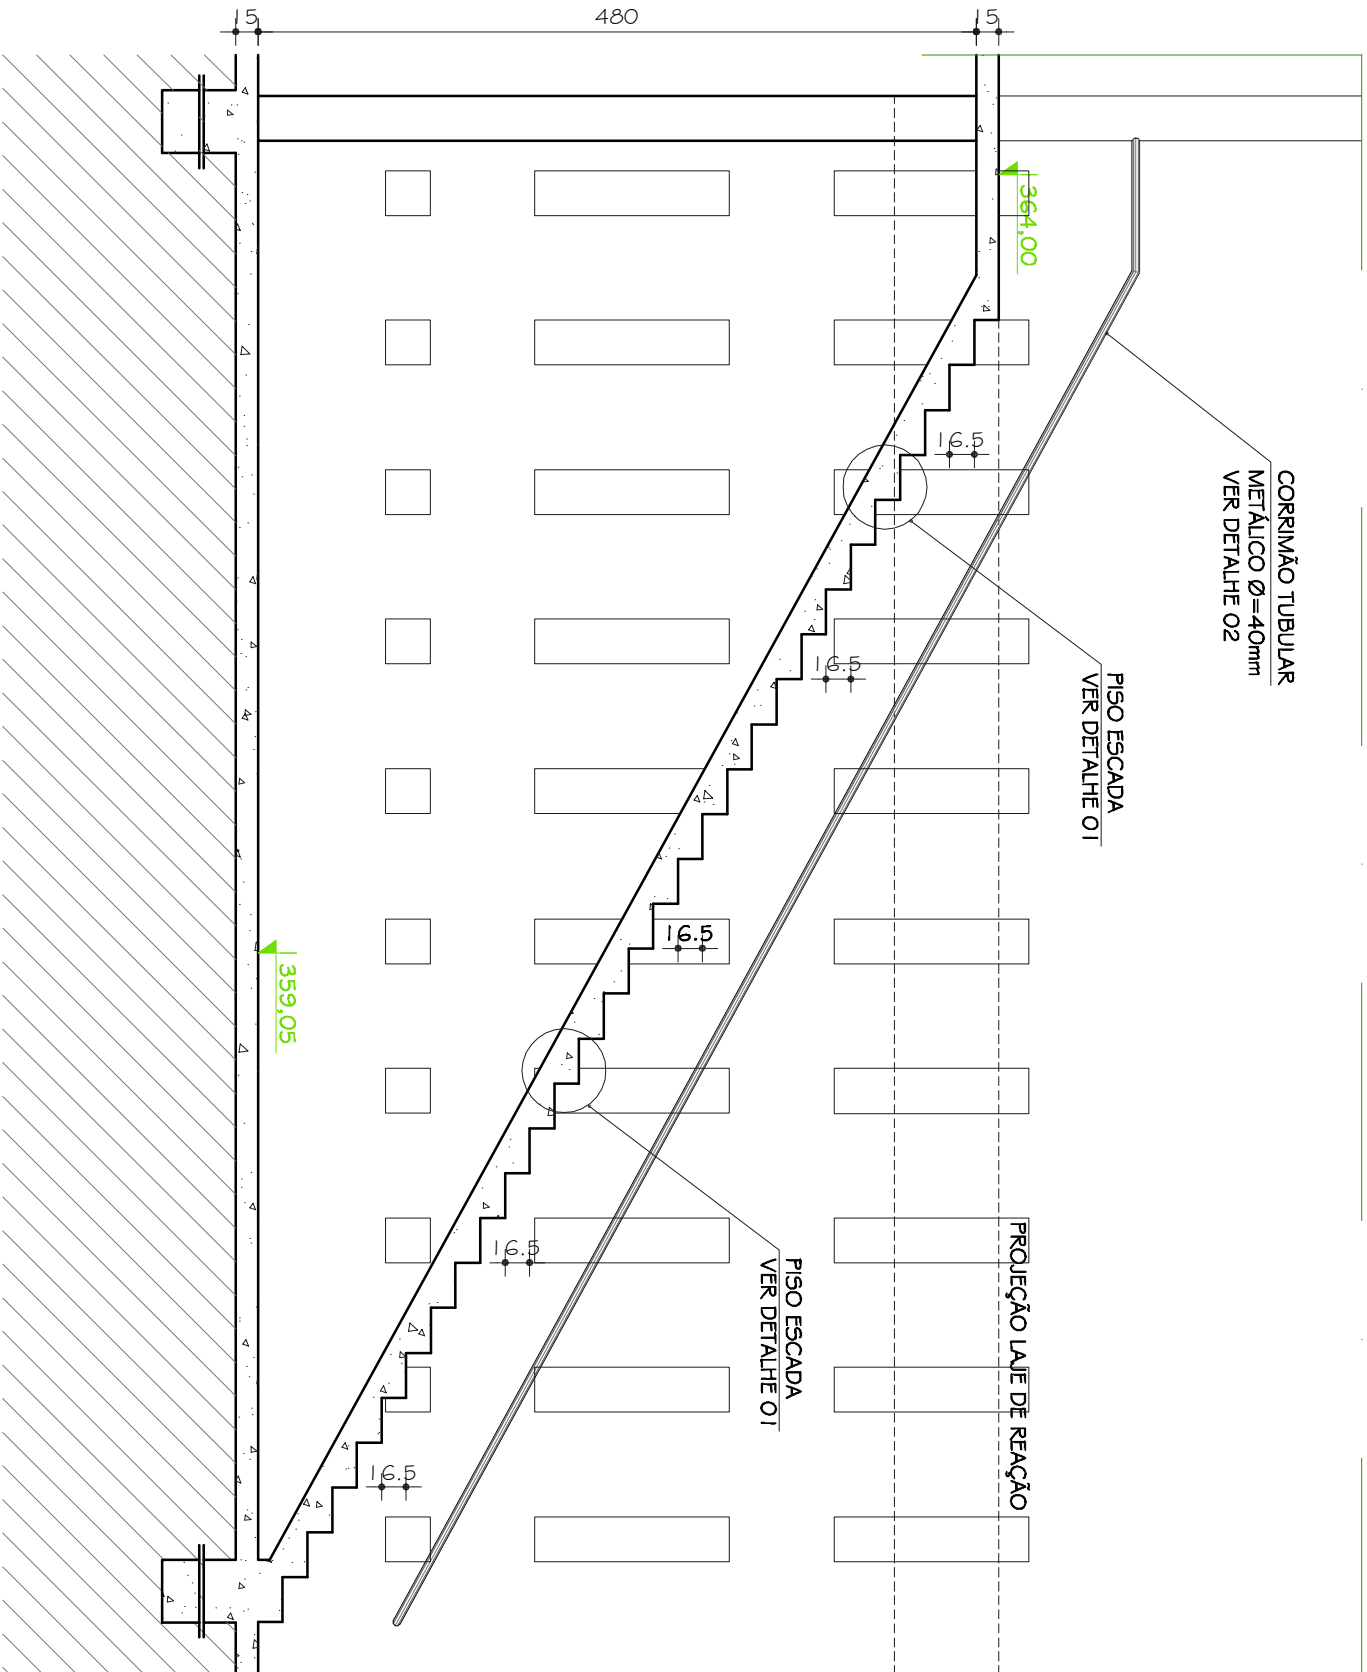 15
480
15
364,00
CORRIMÃO TUBULAR
METÁLICO Ø=40mm
VER DETALHE 02
16.5
PISO ESCADA
VER DETALHE 01
16.5
16.5
359,05
PROJEÇÃO LAJE DE REAÇÃO
16.5
PISO ESCADA
VER DETALHE 01
16.5